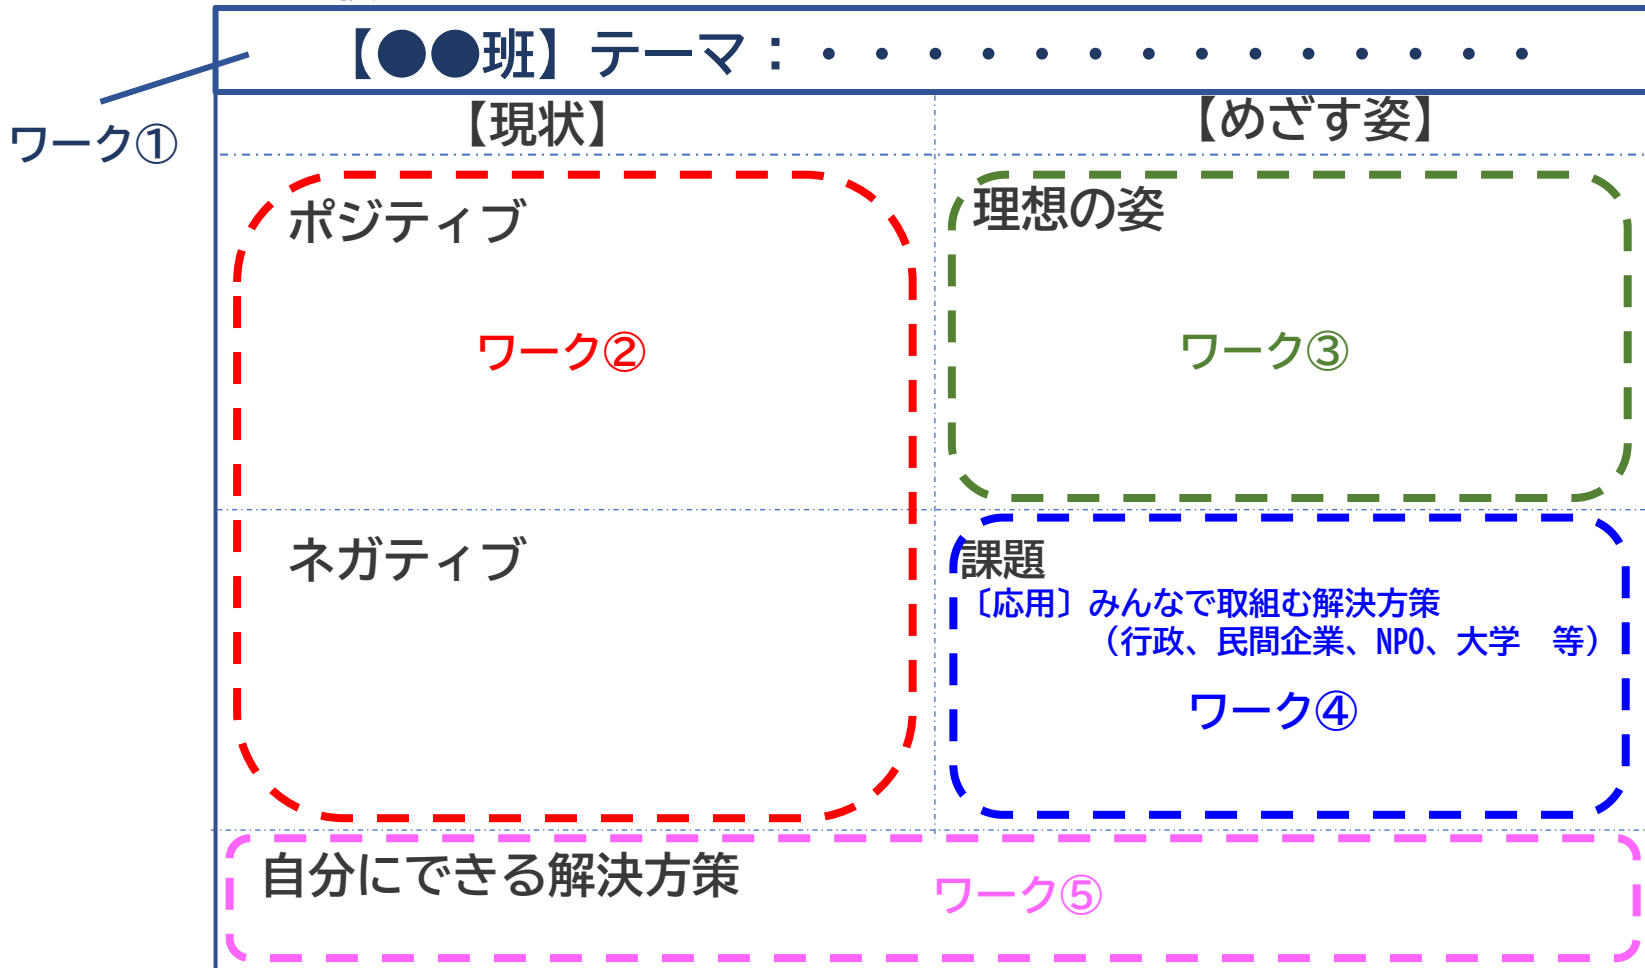 【●●班】テーマ：・・・・・・・・・・・・・・
ワーク①
【現状】
【めざす姿】
ポジティブ
ワーク②
理想の姿
ワーク③
ネガティブ
課題
〔応用〕みんなで取組む解決方策
（行政、民間企業、NPO、大学　等）
ワーク④
自分にできる解決方策
ワーク⑤